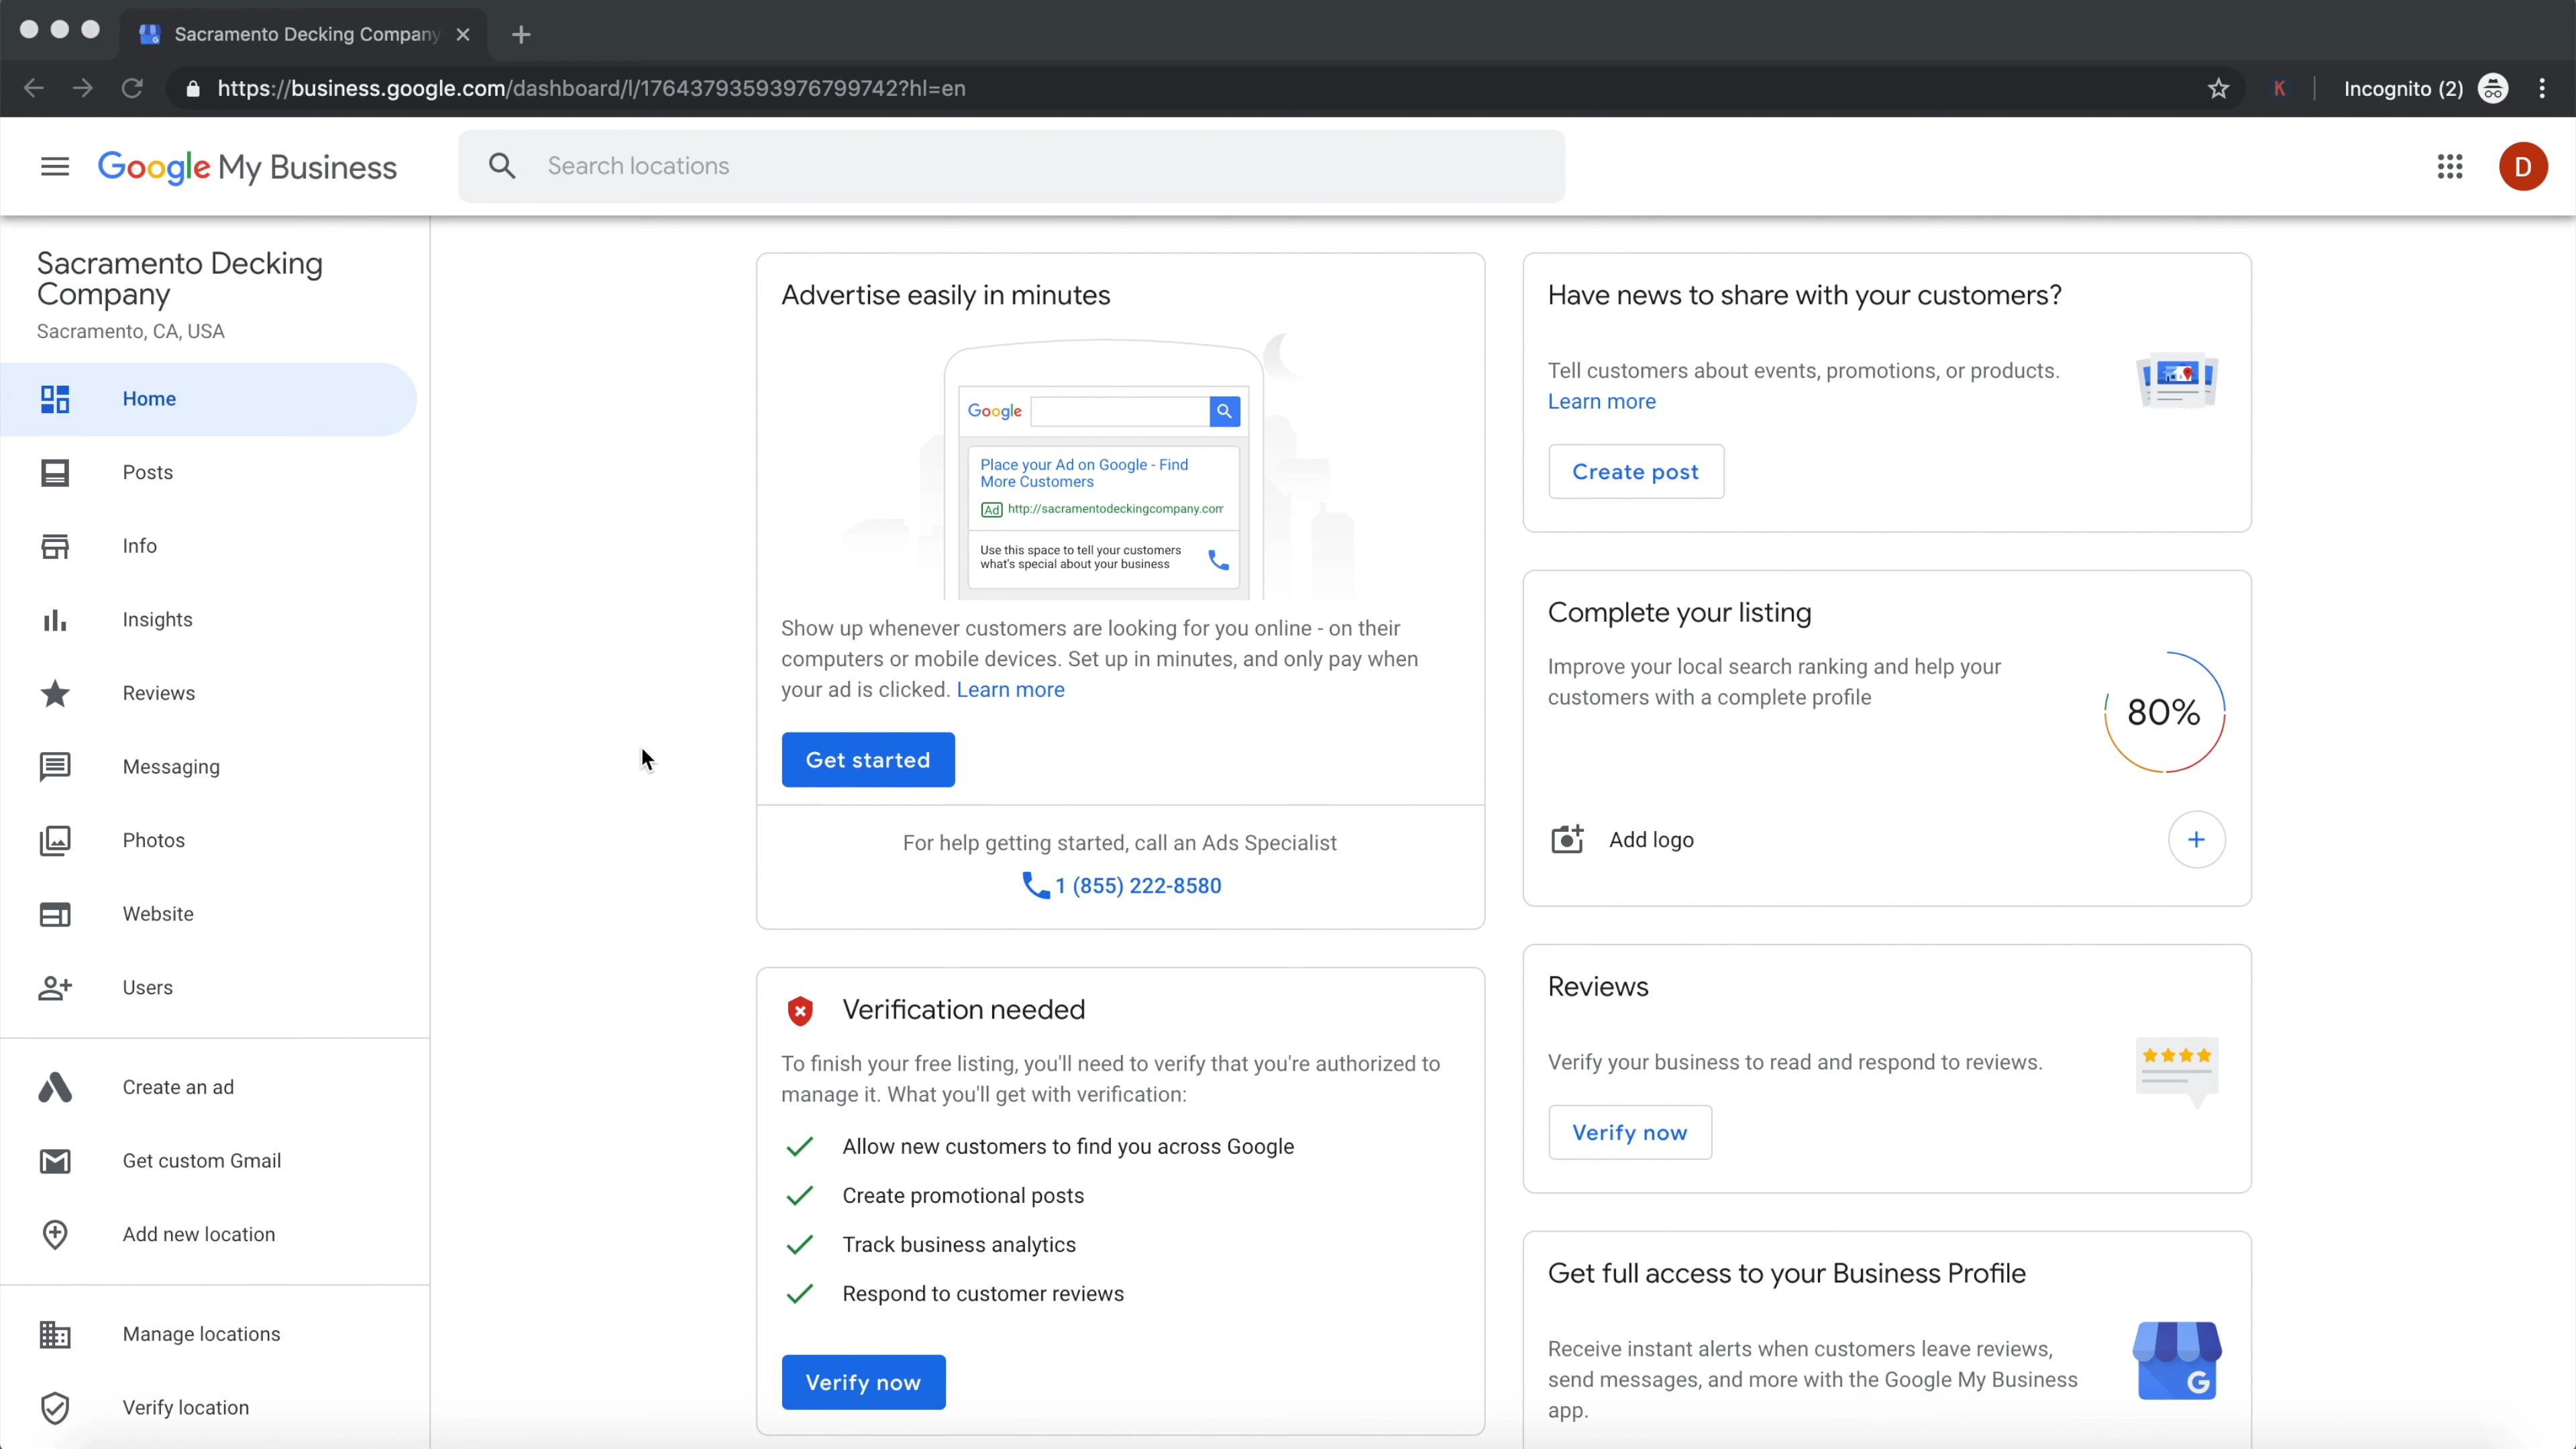 Sacramento Decking Company
https://business.google.com/dashboard/l/17643793593976799742?hl=en
K
Incognito (2)
Google My Business
Search locations
D
Sacramento Decking
Company
Sacramento, CA, USA
Home
Posts
Info
Insights
Reviews
Messaging
Photos
Website
Users
Create an ad
Get custom Gmail
Add new location
Manage locations
Verify location
Advertise easily in minutes
Google
Place your Ad on Google - Find
More Customers
Ad http://sacramentodeckingcompany.com
Use this space to tell your customers
what's special about your business
Show up whenever customers are looking for you online - on their
computers or mobile devices. Set up in minutes, and only pay when
your ad is clicked. Learn more
Get started
For help getting started, call an Ads Specialist
1 (855) 222-8580
Verification needed
To finish your free listing, you'll need to verify that you're authorized to
manage it. What you'll get with verification:
Allow new customers to find you across Google
Create promotional posts
Track business analytics
Respond to customer reviews
Verify now
Have news to share with your customers?
Tell customers about events, promotions, or products.
Learn more
Create post
Complete your listing
Improve your local search ranking and help your
customers with a complete profile
80%
Add logo
Reviews
Verify your business to read and respond to reviews.
Verify now
Get full access to your Business Profile
Receive instant alerts when customers leave reviews,
send messages, and more with the Google My Business
app.
G